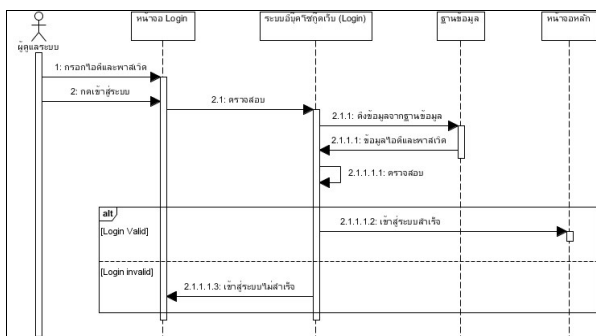 หน้าจอ Login
ระบบอีบุ๊คไซกู๊ดเว็บ (Login)
ฐานข้อมูล
หน้าจอหลัก
ผู้ดูแลระบบ
1: กรอกไอดีและพาสเวิด
2: กดเข้าสู่ระบบ
2.1: ตรวจสอบ
2.1.1: ดึงข้อมูลจากฐานข้อมูล
2.1.1.1: ข้อมูลไอดีและพาสเวิด
2.1.1.1.1: ตรวจสอบ
alt
[Login Valid]
2.1.1.1.2: เข้าสู่ระบบสำเร็จ
[Login invalid]
2.1.1.1.3: เข้าสู่ระบบไม่สำเร็จ